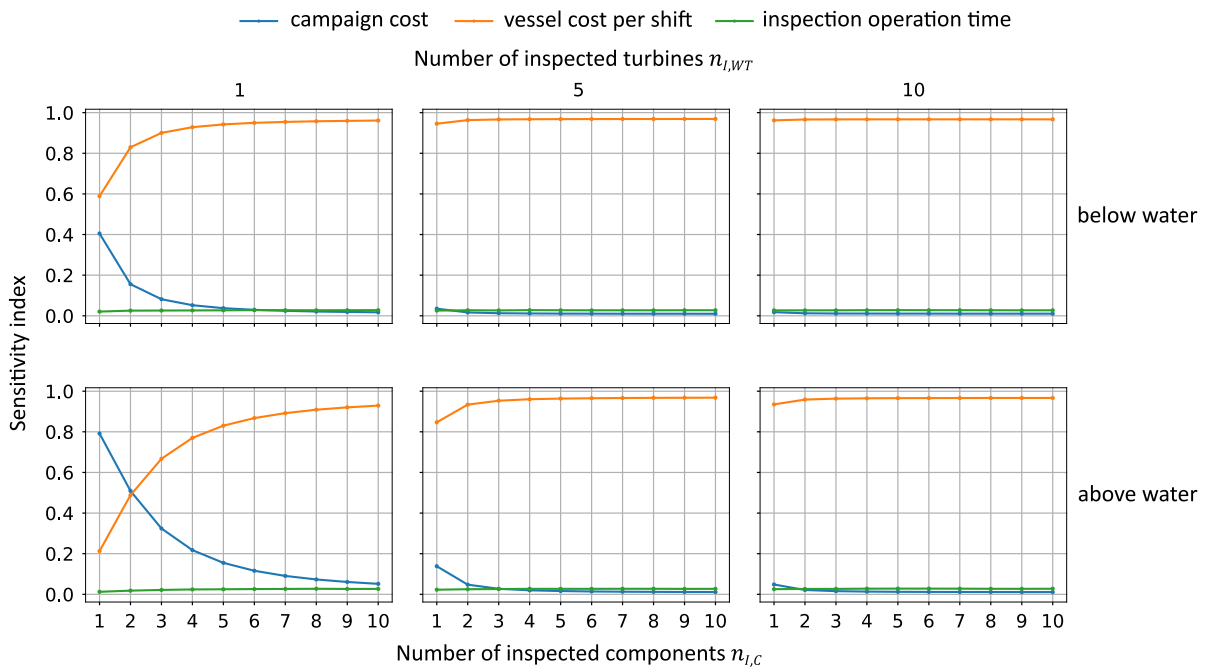 campaign cost vessel cost per shift inspection operation time
Number of inspected turbines n_{I,WT}
1 5 10
1.0
0.8
0.6
0.4
0.2
0.0
below water
Sensitivity index
1.0
0.8
0.6
0.4
0.2
0.0
above water
1 2 3 4 5 6 7 8 9 10 1 2 3 4 5 6 7 8 9 10 1 2 3 4 5 6 7 8 9 10
Number of inspected components n_{I,C}